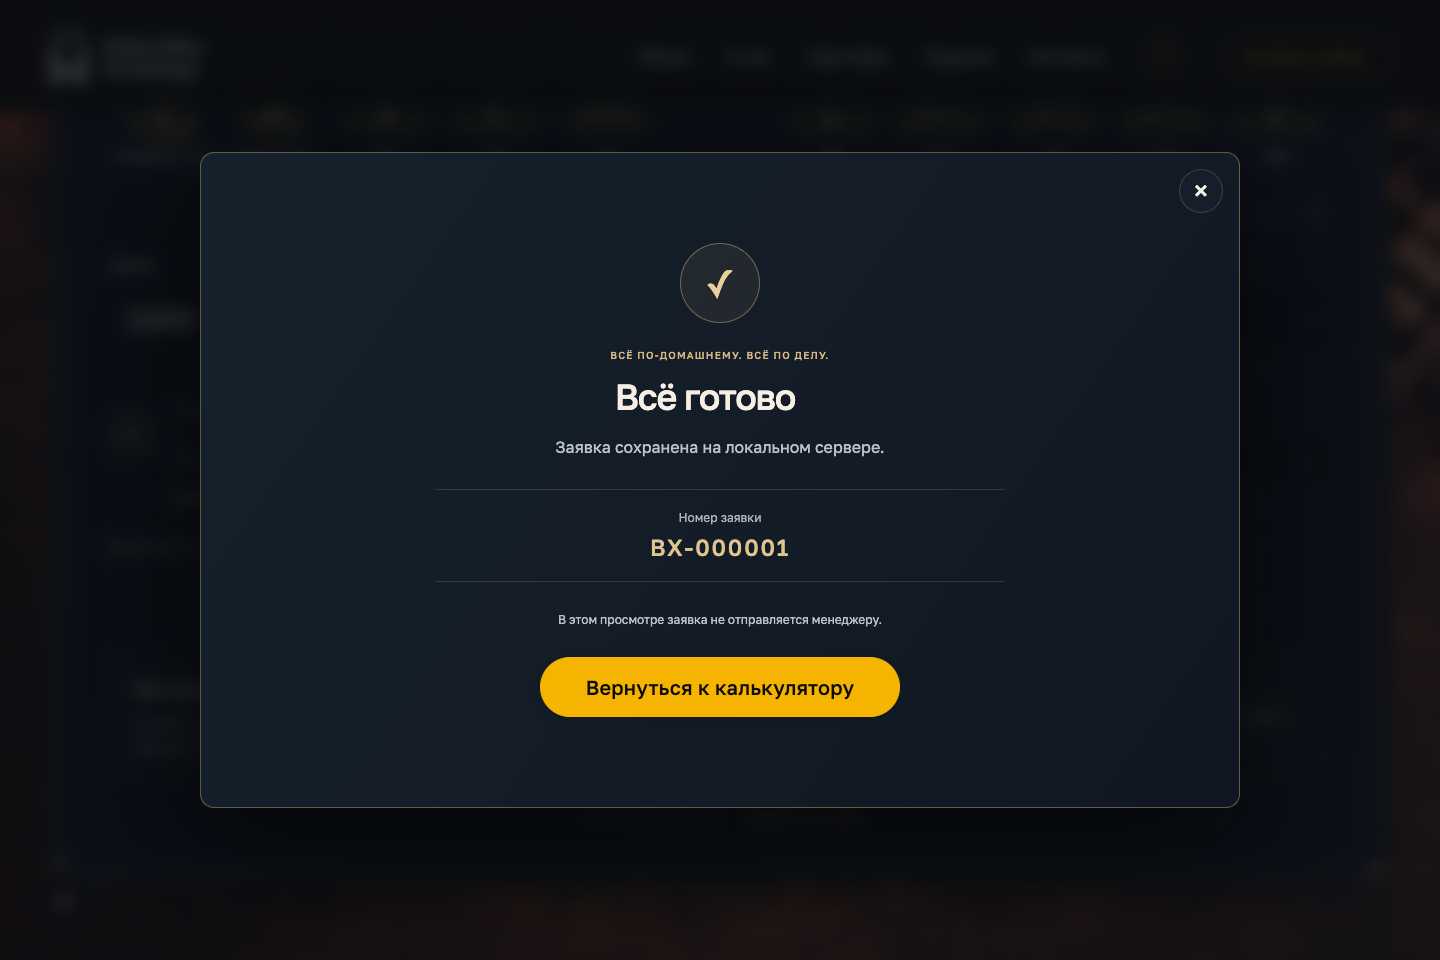 ВСЁ ПО-ДОМАШНЕМУ. ВСЁ ПО ДЕЛУ.
Всё готово
Заявка сохранена на локальном сервере.
Номер заявки
BX-000001
В этом просмотре заявка не отправляется менеджеру.
Вернуться к калькулятору